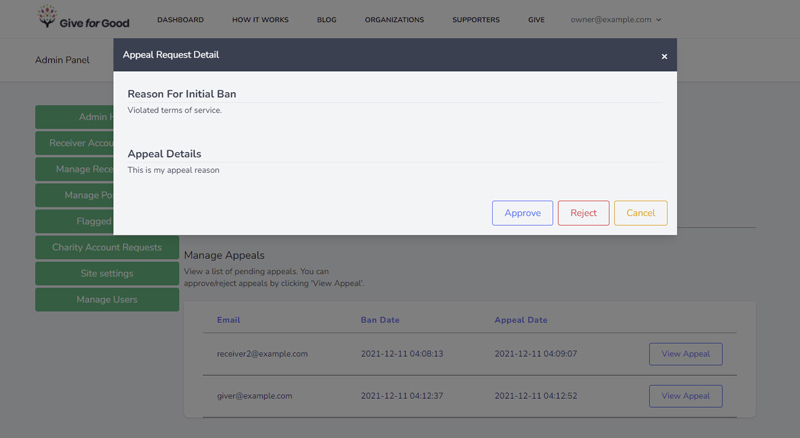 Give for Good
DASHBOARD HOW IT WORKS BLOG ORGANIZATIONS SUPPORTERS GIVE owner@example.com
Admin Panel
Appeal Request Detail ×
Reason For Initial Ban
Violated terms of service.
Appeal Details
This is my appeal reason
Approve Reject Cancel
Admin H
Receiver Accou
Manage Rece
Manage Po
Flagged
Charity Account Requests
Site settings
Manage Users
Manage Appeals
View a list of pending appeals. You can
approve/reject appeals by clicking 'View Appeal'.
Email Ban Date Appeal Date
receiver2@example.com 2021-12-11 04:08:13 2021-12-11 04:09:07 View Appeal
giver@example.com 2021-12-11 04:12:37 2021-12-11 04:12:52 View Appeal